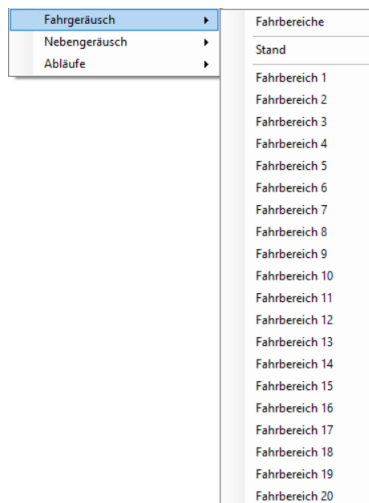 Fahrgeräusch
Nebengeräusch
Abläufe
Fahrbereiche
Stand
Fahrbereich 1
Fahrbereich 2
Fahrbereich 3
Fahrbereich 4
Fahrbereich 5
Fahrbereich 6
Fahrbereich 7
Fahrbereich 8
Fahrbereich 9
Fahrbereich 10
Fahrbereich 11
Fahrbereich 12
Fahrbereich 13
Fahrbereich 14
Fahrbereich 15
Fahrbereich 16
Fahrbereich 17
Fahrbereich 18
Fahrbereich 19
Fahrbereich 20